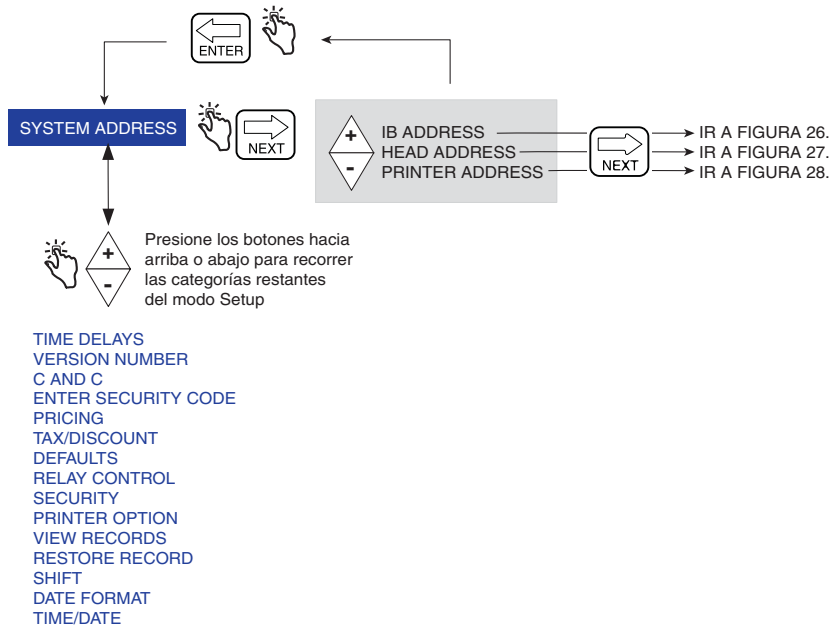 ENTER
SYSTEM ADDRESS
NEXT
+
-
IB ADDRESS
HEAD ADDRESS
PRINTER ADDRESS
NEXT
IR A FIGURA 26.
IR A FIGURA 27.
IR A FIGURA 28.
+
-
Presione los botones hacia
arriba o abajo para recorrer
las categorías restantes
del modo Setup
TIME DELAYS
VERSION NUMBER
C AND C
ENTER SECURITY CODE
PRICING
TAX/DISCOUNT
DEFAULTS
RELAY CONTROL
SECURITY
PRINTER OPTION
VIEW RECORDS
RESTORE RECORD
SHIFT
DATE FORMAT
TIME/DATE